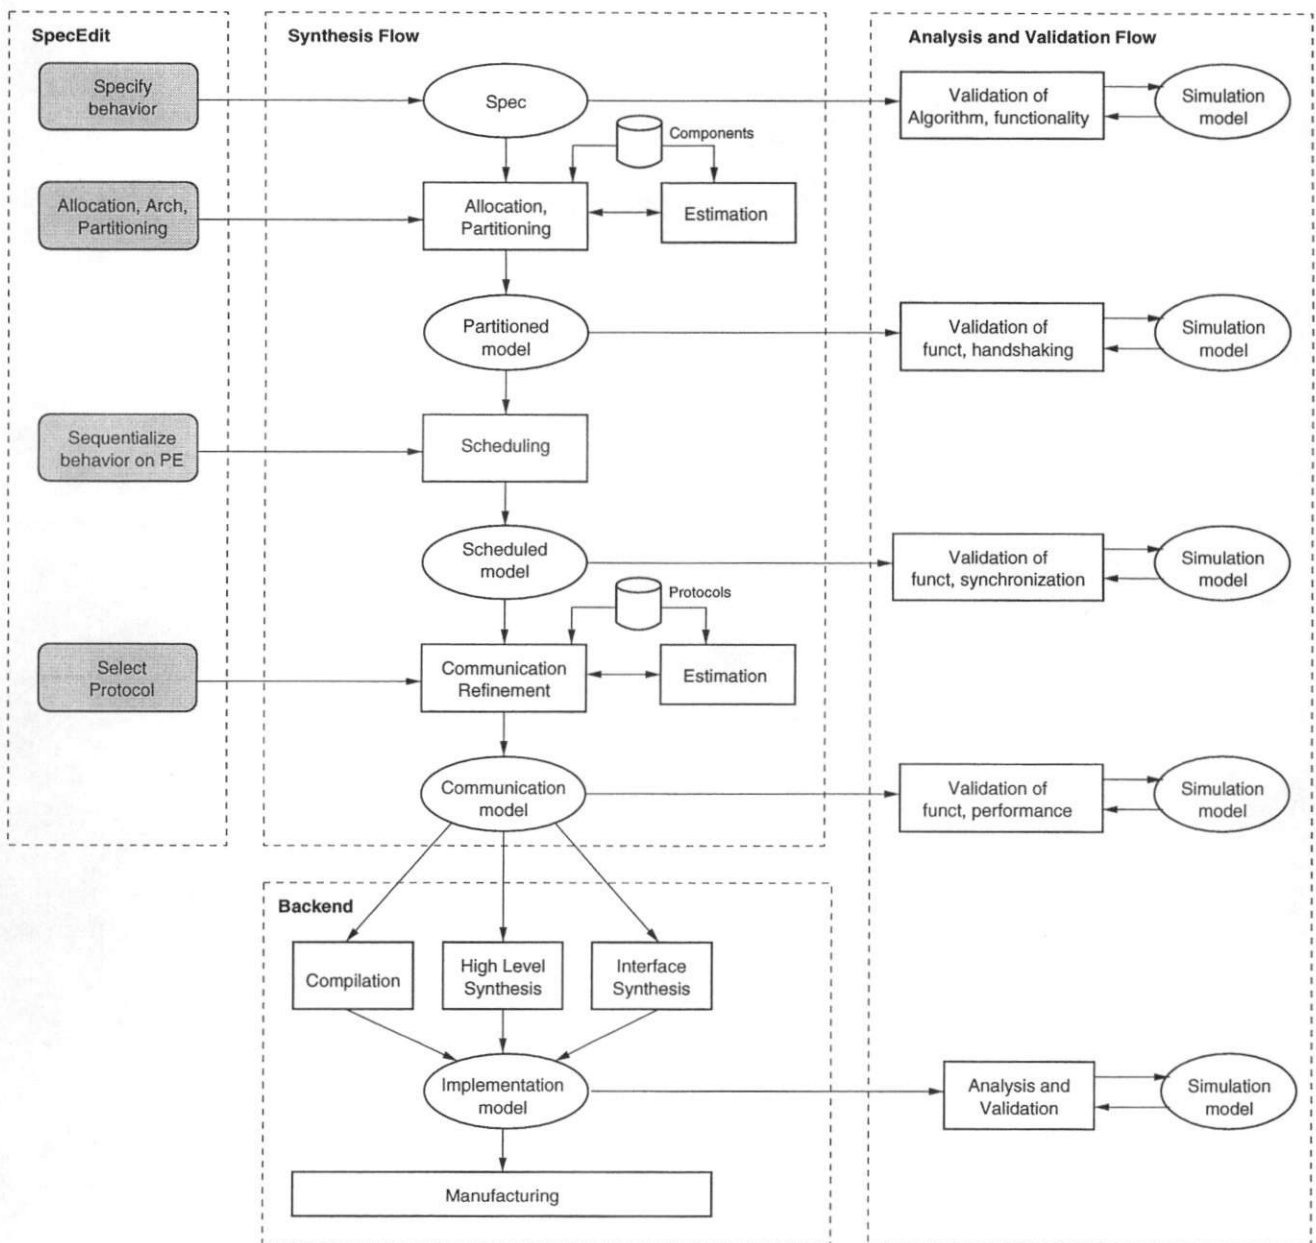 SpecEdit
Specify
behavior
Allocation, Arch,
Partitioning
Sequentialize
behavior on PE
Select
Protocol
Synthesis Flow
Spec
Components
Allocation,
Partitioning
Estimation
Partitioned
model
Scheduling
Scheduled
model
Protocols
Communication
Refinement
Estimation
Communication
model
Backend
Compilation
High Level
Synthesis
Interface
Synthesis
Implementation
model
Manufacturing
Analysis and Validation Flow
Validation of
Algorithm, functionality
Simulation
model
Validation of
funct, handshaking
Simulation
model
Validation of
funct, synchronization
Simulation
model
Validation of
funct, performance
Simulation
model
Analysis and
Validation
Simulation
model